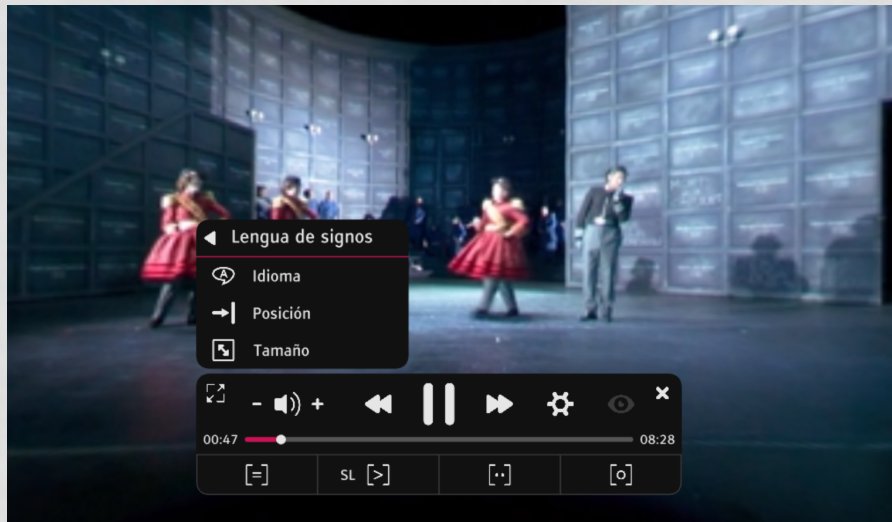 Lengua de signos
Idioma
Posición
Tamaño
- +
00:47 08:28
[=] SL [>] [··] [o]